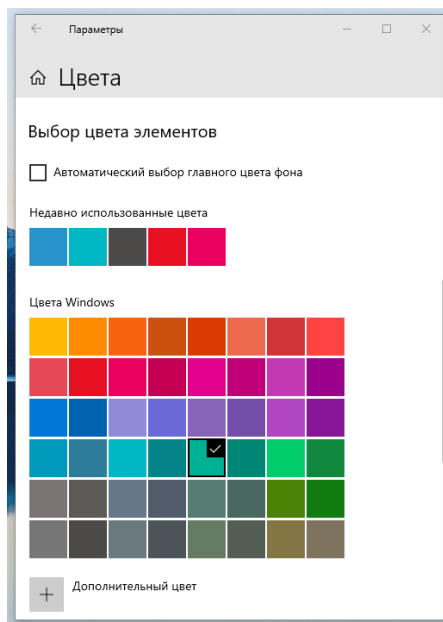 Параметры
Цвета
Выбор цвета элементов
Автоматический выбор главного цвета фона
Недавно использованные цвета
Цвета Windows
Дополнительный цвет